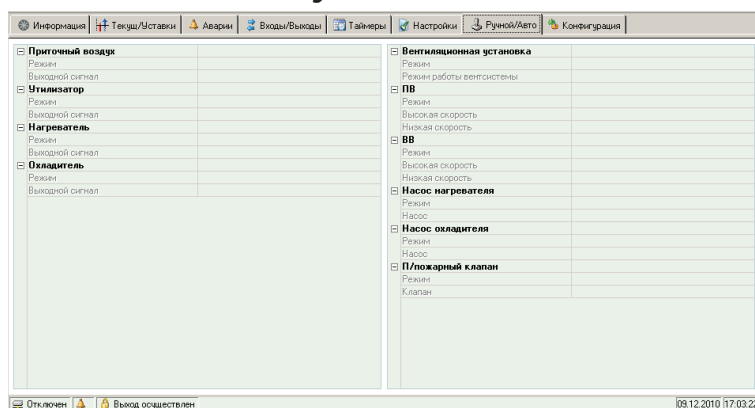 Информация Текущ/Уставки Аварии Входы/Выходы Таймеры Настройки Ручной/Авто Конфигурация
Приточный воздух
Режим
Выходной сигнал
Утилизатор
Режим
Выходной сигнал
Нагреватель
Режим
Выходной сигнал
Охладитель
Режим
Выходной сигнал
Вентиляционная установка
Режим
Режим работы вентсистемы
ПВ
Режим
Высокая скорость
Низкая скорость
ВВ
Режим
Высокая скорость
Низкая скорость
Насос нагревателя
Режим
Насос
Насос охладителя
Режим
Насос
П/пожарный клапан
Режим
Клапан
Отключен Выход осуществлен 09.12.2010 17:03:22